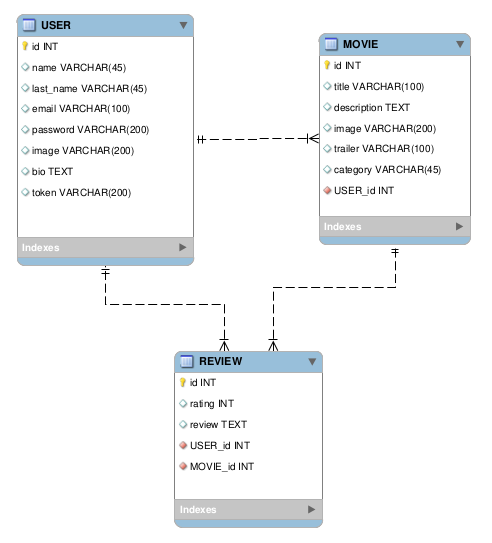 USER
id INT
name VARCHAR(45)
last_name VARCHAR(45)
email VARCHAR(100)
password VARCHAR(200)
image VARCHAR(200)
bio TEXT
token VARCHAR(200)
Indexes
MOVIE
id INT
title VARCHAR(100)
description TEXT
image VARCHAR(200)
trailer VARCHAR(100)
category VARCHAR(45)
USER_id INT
Indexes
REVIEW
id INT
rating INT
review TEXT
USER_id INT
MOVIE_id INT
Indexes